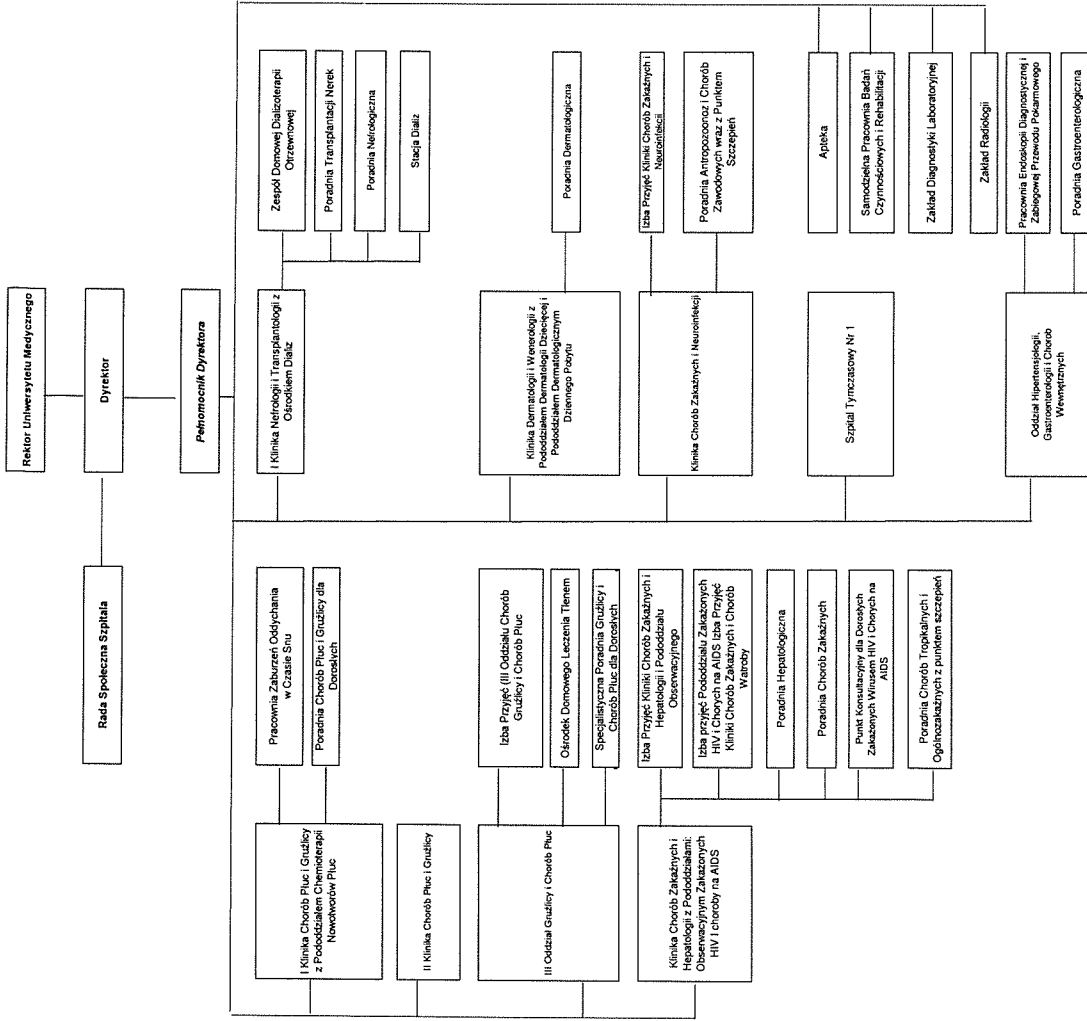 Rektor Uniwersytetu Medycznego
Dyrektor
Rada Społeczna Szpitala
Pełnomocnik Dyrektora
I Klinika Chorób Płuc i Gruźlicy
z Pododdziałem Chemioterapi
Nowotworów Płuc
Pracownia Zaburzeń Oddychania
w Czasie Snu
Poradnia Chorób Płuc i Gruźlicy dla
Dorosłych
II Klinika Chorób Płuc i Gruźlicy
III Oddział Gruźlicy i Chorób Płuc
Izba Przyjęć (III Oddziału Chorób
Gruźlicy i Chorób Płuc
Ośrodek Domowego Leczenia Tlenem
Specjalistyczna Poradnia Gruźlicy i
Chorób Płuc dla Dorosłych
Klinika Chorób Zakaźnych i
Hepatologii z Pododdziałami:
Obserwacyjnym Zakażonych
HIV i choroby na AIDS
Izba Przyjęć Kliniki Chorób Zakaźnych i
Hepatologii i Pododdziału
Obserwacyjnego
Izba przyjęć Pododdziału Zakażonych
HIV i Chorych na AIDS Izba Przyjęć
Kliniki Chorób Zakaźnych i Chorób
Wątroby
Poradnia Hepatologiczna
Poradnia Chorób Zakaźnych
Punkt Konsultacyjny dla Dorosłych
Zakażonych Wirusem HIV i Chorych na
AIDS
Poradnia Chorób Tropikalnych i
Ogólnozakaźnych z punktem szczepień
I Klinika Nefrologii i Transplantologii z
Ośrodkiem Dializ
Zespół Domowej Dializoterapii
Otrzewnowej
Poradnia Transplantacji Nerek
Poradnia Nefrologiczna
Stacja Dializ
Klinika Dermatologii i Wenerologii z
Pododdziałem Dermatologii Dziecięcej i
Pododdziałem Dermatologicznym
Dziennego Pobytu
Poradnia Dermatologiczna
Klinika Chorób Zakaźnych i Neuroinfekcji
Izba Przyjęć Kliniki Chorób Zakaźnych i
Neuroinfekcii
Poradnia Antropozoonoz i Chorób
Zawodowych wraz z Punktem
Szczepień
Szpital Tymczasowy Nr 1
Oddział Hipertensjologii,
Gastroenterologii i Chorob
Wewnętrznych
Apteka
Samodzielna Pracownia Badań
Czynnościowych i Rehabilitacji
Zakład Diagnostyki Laboratoryjnej
Zakład Radiologii
Pracownia Endoskopii Diagnostycznej i
Zabiegowej Przewodu Pokarmowego
Poradnia Gastroenterologiczna